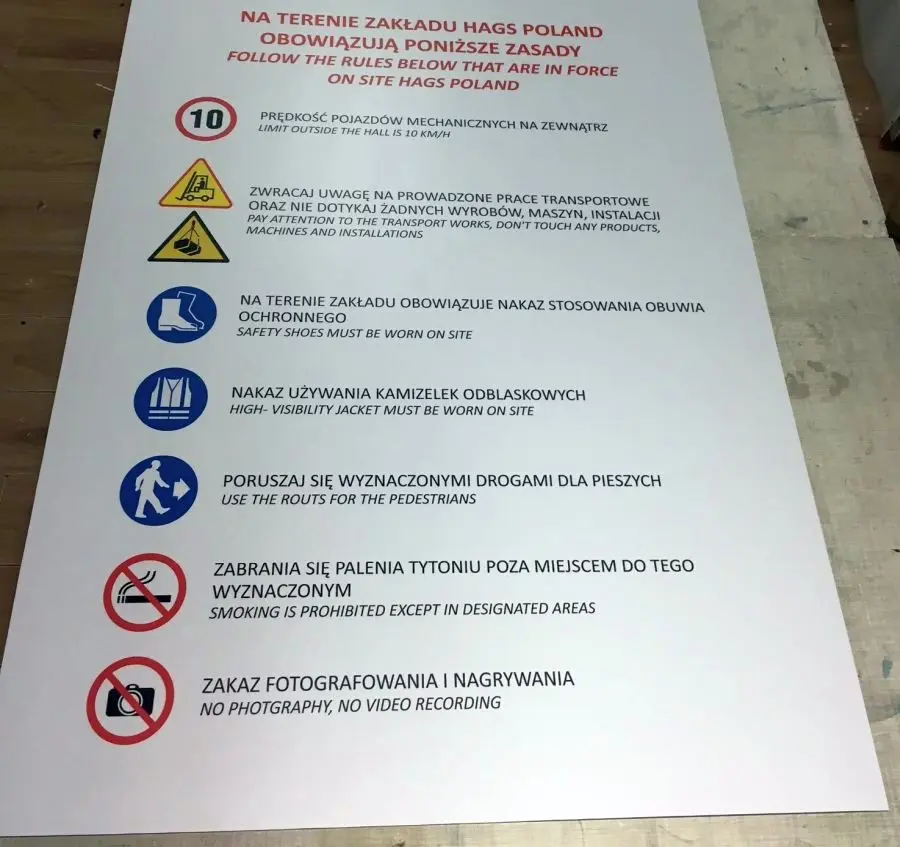 NA TERENIE ZAKŁADU HAGS POLAND
OBOWIĄZUJĄ PONIŻSZE ZASADY
FOLLOW THE RULES BELOW THAT ARE IN FORCE
ON SITE HAGS POLAND
10
PRĘDKOŚĆ POJAZDÓW MECHANICZNYCH NA ZEWNĄTRZ
LIMIT OUTSIDE THE HALL IS 10 KM/H
ZWRACAJ UWAGĘ NA PROWADZONE PRACE TRANSPORTOWE
ORAZ NIE DOTYKAJ ŻADNYCH WYROBÓW, MASZYN, INSTALACJI
PAY ATTENTION TO THE TRANSPORT WORKS, DON'T TOUCH ANY PRODUCTS,
MACHINES AND INSTALLATIONS
NA TERENIE ZAKŁADU OBOWIĄZUJE NAKAZ STOSOWANIA OBUWIA
OCHRONNEGO
SAFETY SHOES MUST BE WORN ON SITE
NAKAZ UŻYWANIA KAMIZELEK ODBLASKOWYCH
HIGH- VISIBILITY JACKET MUST BE WORN ON SITE
PORUSZAJ SIĘ WYZNACZONYMI DROGAMI DLA PIESZYCH
USE THE ROUTS FOR THE PEDESTRIANS
ZABRANIA SIĘ PALENIA TYTONIU POZA MIEJSCEM DO TEGO
WYZNACZONYM
SMOKING IS PROHIBITED EXCEPT IN DESIGNATED AREAS
ZAKAZ FOTOGRAFOWANIA I NAGRYWANIA
NO PHOTGRAPHY, NO VIDEO RECORDING